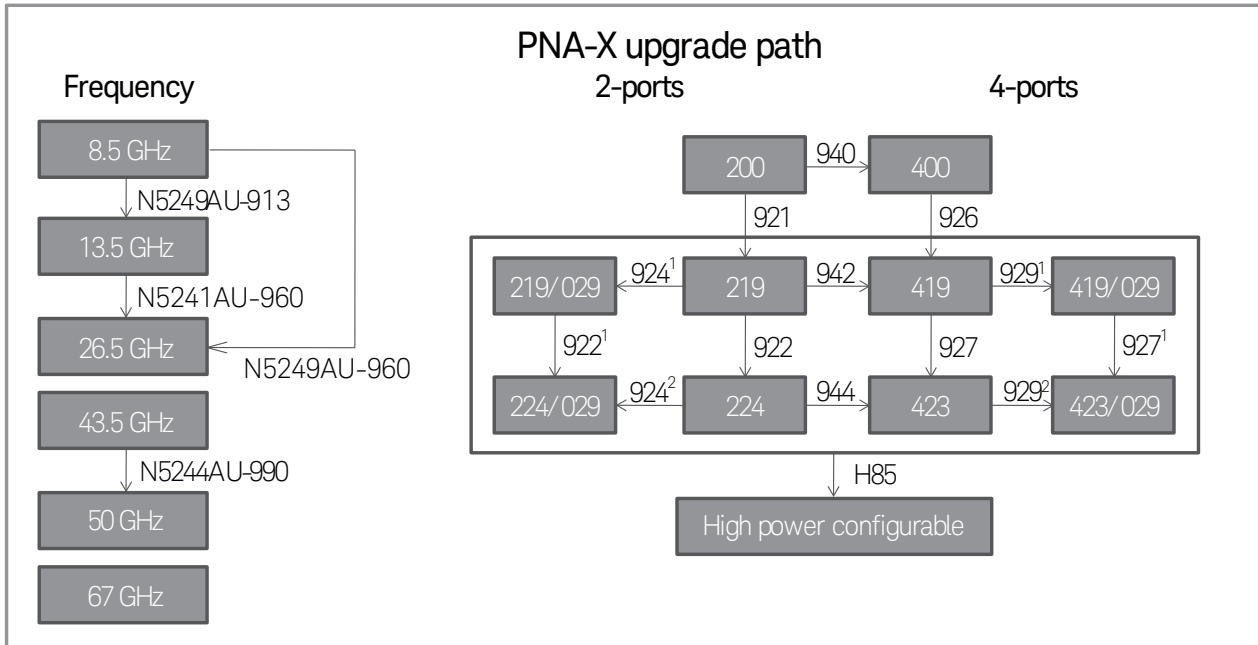 PNA-X upgrade path
Frequency
2-ports
4-ports
8.5 GHz
N5249AU-913
13.5 GHz
N5241AU-960
26.5 GHz
N5249AU-960
43.5 GHz
N5244AU-990
50 GHz
67 GHz
200
940
400
921
926
219/029
924¹
219
942
419
929¹
419/029
922¹
922
927
927¹
224/029
924²
224
944
423
929²
423/029
H85
High power configurable